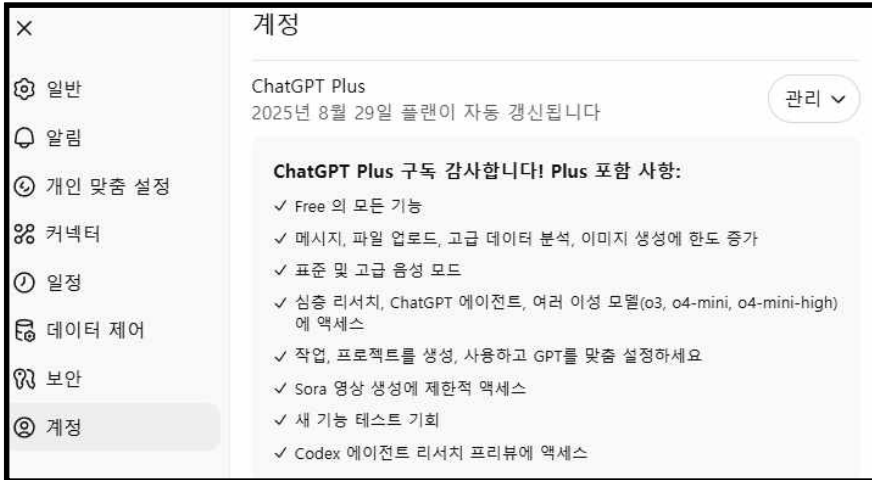 계정
일반
알림
개인 맞춤 설정
커넥터
일정
데이터 제어
보안
계정
ChatGPT Plus
2025년 8월 29일 플랜이 자동 갱신됩니다
관리
ChatGPT Plus 구독 감사합니다! Plus 포함 사항:
✓ Free 의 모든 기능
✓ 메시지, 파일 업로드, 고급 데이터 분석, 이미지 생성에 한도 증가
✓ 표준 및 고급 음성 모드
✓ 심층 리서치, ChatGPT 에이전트, 여러 이성 모델(o3, o4-mini, o4-mini-high)
에 액세스
✓ 작업, 프로젝트를 생성, 사용하고 GPT를 맞춤 설정하세요
✓ Sora 영상 생성에 제한적 액세스
✓ 새 기능 테스트 기회
✓ Codex 에이전트 리서치 프리뷰에 액세스